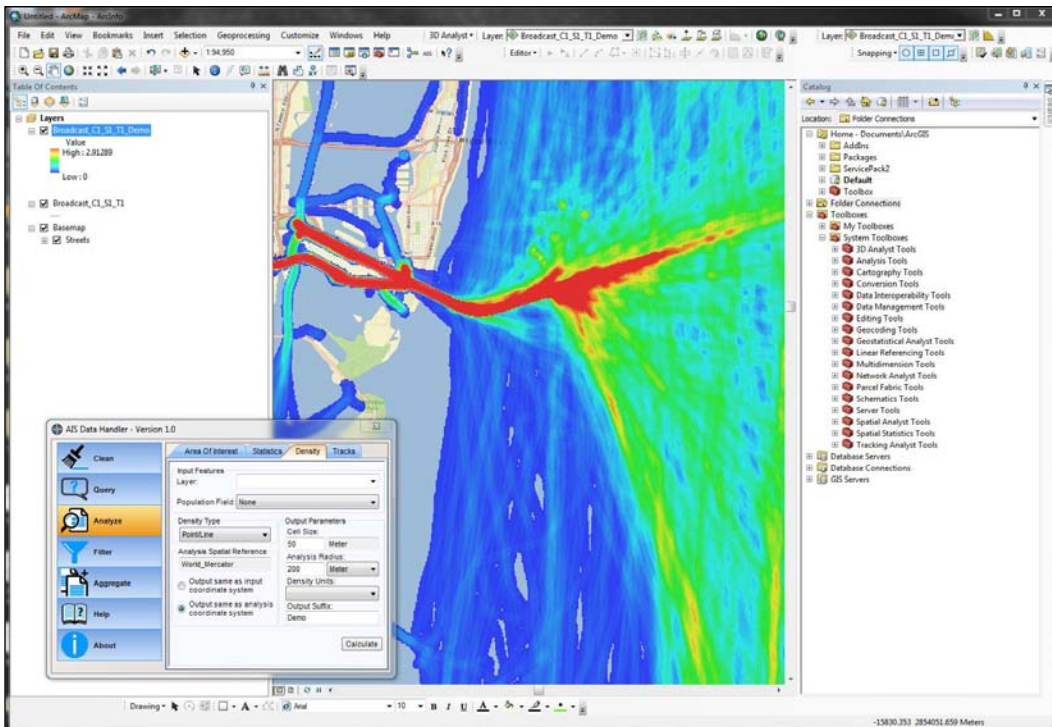 Untitled - ArcMap - ArcInfo
File Edit View Bookmarks Insert Selection Geoprocessing Customize Windows Help
3D Analyst Layer: Broadcast_C1_S1_T1_Demo
Layer: Broadcast_C1_S1_T1_Demo
1:94,950
Editor
Snapping
Table Of Contents
Layers
Broadcast_C1_S1_T1_Demo
Value
High : 2.91289
Low : 0
Broadcast_C1_S1_T1
Basemap
Streets
Catalog
Location: Folder Connections
Home - Documents\ArcGIS
AddIns
Packages
ServicePack2
Default
Toolbox
Folder Connections
Toolboxes
My Toolboxes
System Toolboxes
3D Analyst Tools
Analysis Tools
Cartography Tools
Conversion Tools
Data Interoperability Tools
Data Management Tools
Editing Tools
Geocoding Tools
Geostatistical Analyst Tools
Linear Referencing Tools
Multidimension Tools
Network Analyst Tools
Parcel Fabric Tools
Schematics Tools
Server Tools
Spatial Analyst Tools
Spatial Statistics Tools
Tracking Analyst Tools
Database Servers
Database Connections
GIS Servers
Search
AIS Data Handler - Version 1.0
Clean
Query
Analyze
Filter
Aggregate
Help
About
Area Of Interest Statistics Density Tracks
Input Features
Layer:
Population Field: None
Density Type
Point/Line
Analysis Spatial Reference
World_Mercator
Output same as input coordinate system
Output same as analysis coordinate system
Output Parameters
Cell Size:
50 Meter
Analysis Radius:
200 Meter
Density Units:
Output Suffix:
Demo
Calculate
Drawing
Arial
10
B I U A
-15830.353 2854051.659 Meters